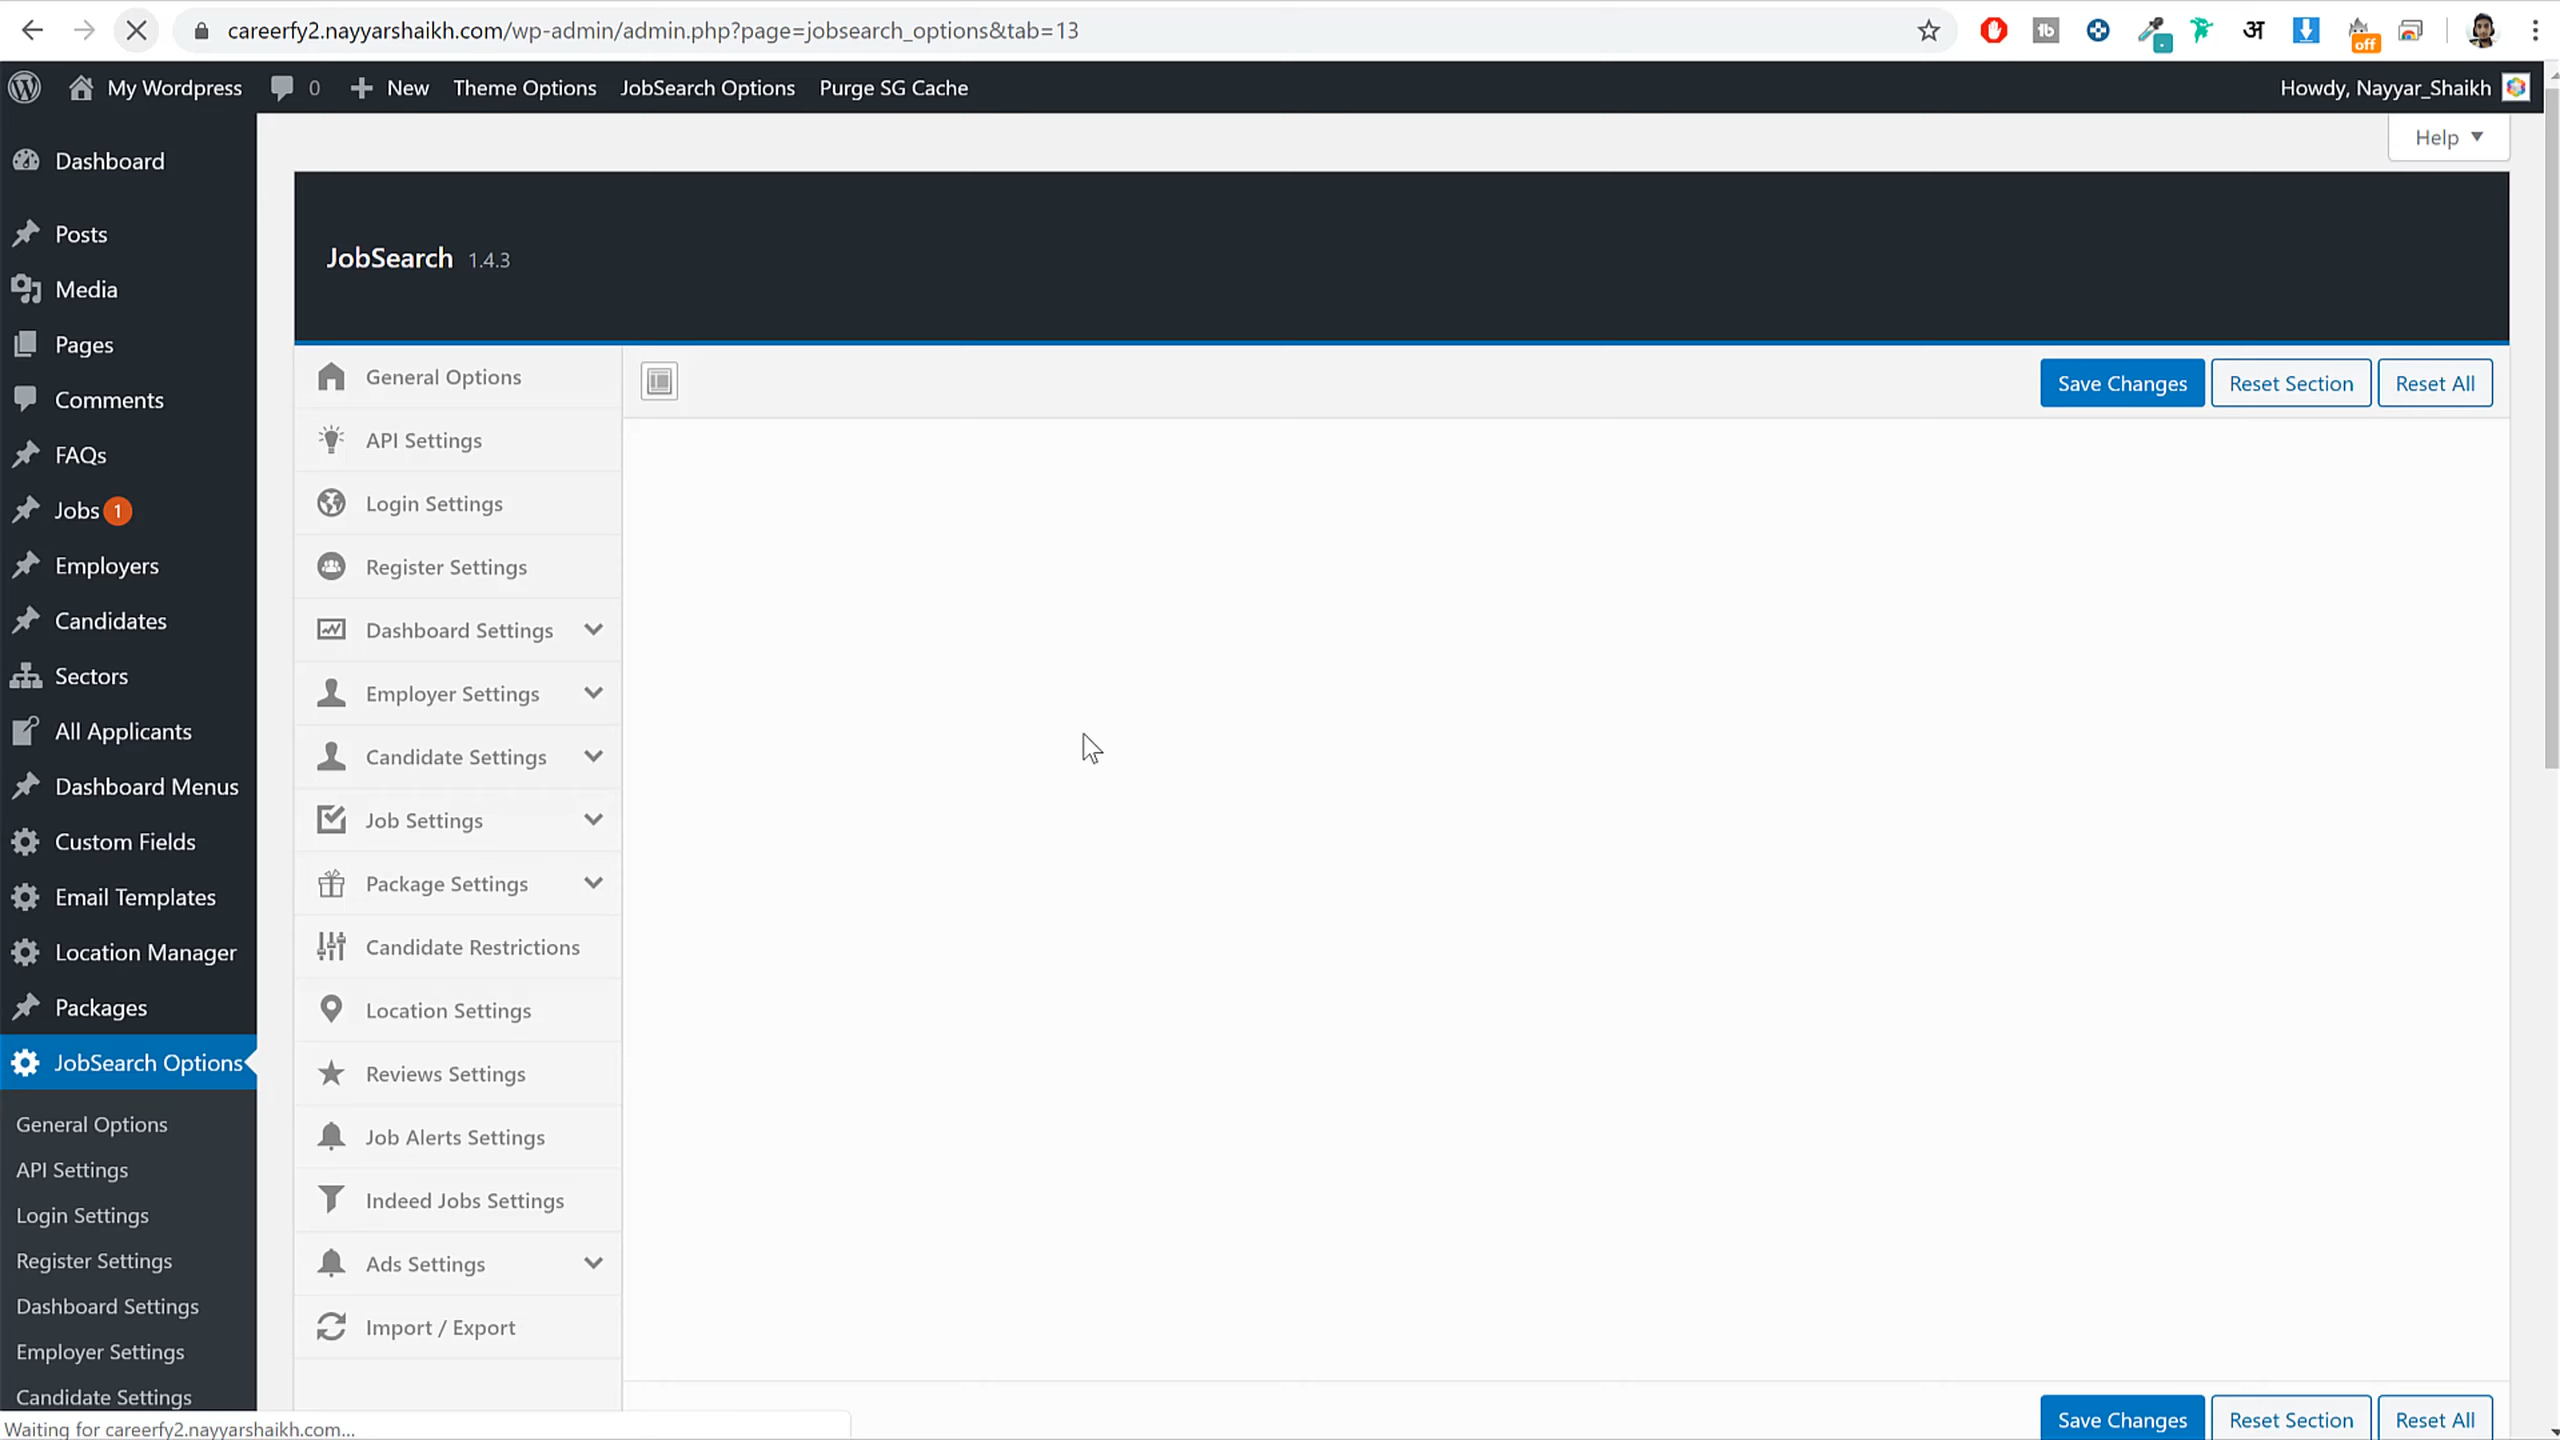 careerfy2.nayyarshaikh.com/wp-admin/admin.php?page=jobsearch_options&tab=13
tb
अ
off
My Wordpress 0 New Theme Options JobSearch Options Purge SG Cache Howdy, Nayyar_Shaikh
Help
Dashboard
Posts
Media
Pages
Comments
FAQs
Jobs 1
Employers
Candidates
Sectors
All Applicants
Dashboard Menus
Custom Fields
Email Templates
Location Manager
Packages
JobSearch Options
General Options
API Settings
Login Settings
Register Settings
Dashboard Settings
Employer Settings
Candidate Settings
JobSearch 1.4.3
General Options
API Settings
Login Settings
Register Settings
Dashboard Settings
Employer Settings
Candidate Settings
Job Settings
Package Settings
Candidate Restrictions
Location Settings
Reviews Settings
Job Alerts Settings
Indeed Jobs Settings
Ads Settings
Import / Export
Save Changes Reset Section Reset All
Save Changes Reset Section Reset All
Waiting for careerfy2.nayyarshaikh.com...